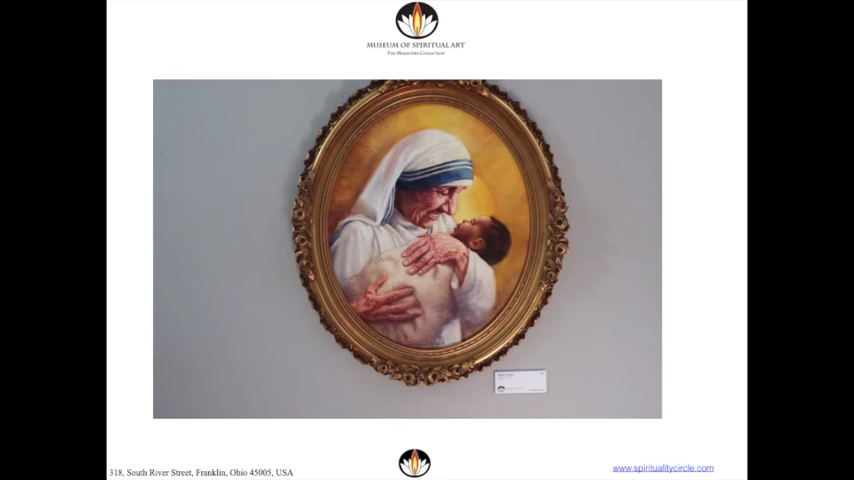 MUSEUM OF SPIRITUAL ART
318, South River Street, Franklin, Ohio 45005, USA
www.spiritualitycircle.com